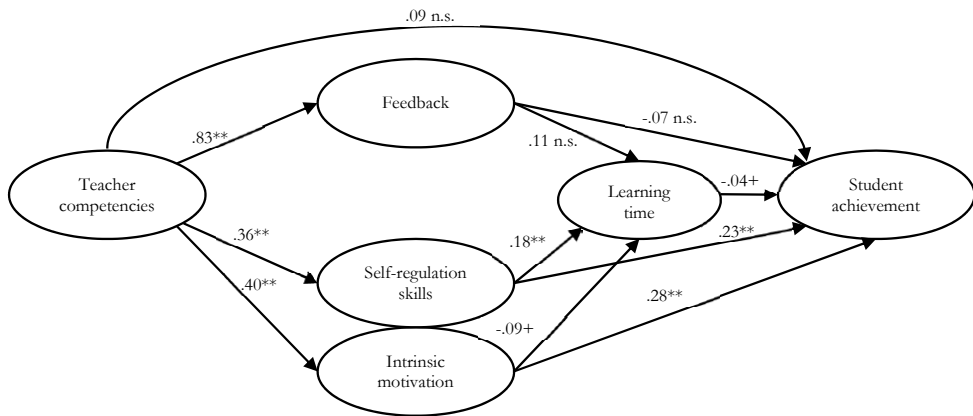 .09 n.s.
Feedback
-.07 n.s.
.83**
.11 n.s.
Teacher
competencies
Learning
time
-.04+
Student
achievement
.36**
.18**
.23**
Self-regulation
skills
.40**
.28**
-.09+
Intrinsic
motivation